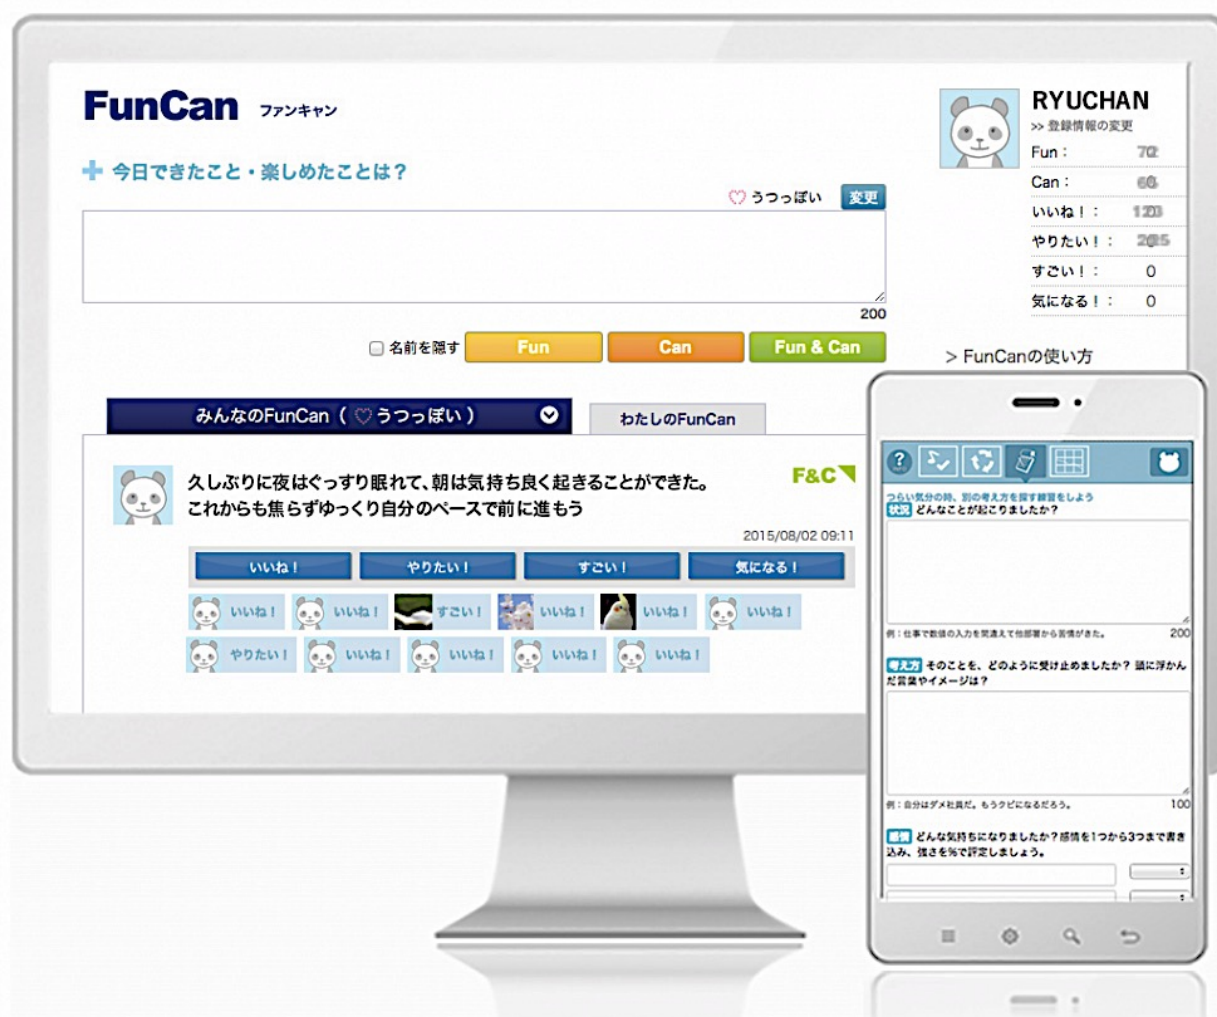 FunCan ファンキャン
今日できたこと・楽しめたことは？
うつっぽい 変更
200
名前を隠す Fun Can Fun & Can
みんなのFunCan ( うつっぽい ) わたしのFunCan
久しぶりに夜はぐっすり眠れて、朝は気持ち良く起きることができた。
これからも焦らずゆっくり自分のペースで前に進もう
F&C
2015/08/02 09:11
いいね！ やりたい！ すごい！ 気になる！
いいね！ いいね！ すごい！ いいね！ いいね！ いいね！
やりたい！ いいね！ いいね！ いいね！ いいね！
RYUCHAN
>> 登録情報の変更
Fun：
Can：
いいね！：
やりたい！：
すごい！： 0
気になる！： 0
> FunCanの使い方
?
つらい気分の時、別の考え方を探す練習をしよう
状況 どんなことが起こりましたか？
例：仕事で数値の入力を間違えて他部署から苦情がきた。 200
考え方 そのことを、どのように受け止めましたか？ 頭に浮かん
だ言葉やイメージは？
例：自分はダメ社員だ。もうクビになるだろう。 100
感情 どんな気持ちになりましたか？感情を1つから3つまで書き
込み、強さを%で評定しましょう。